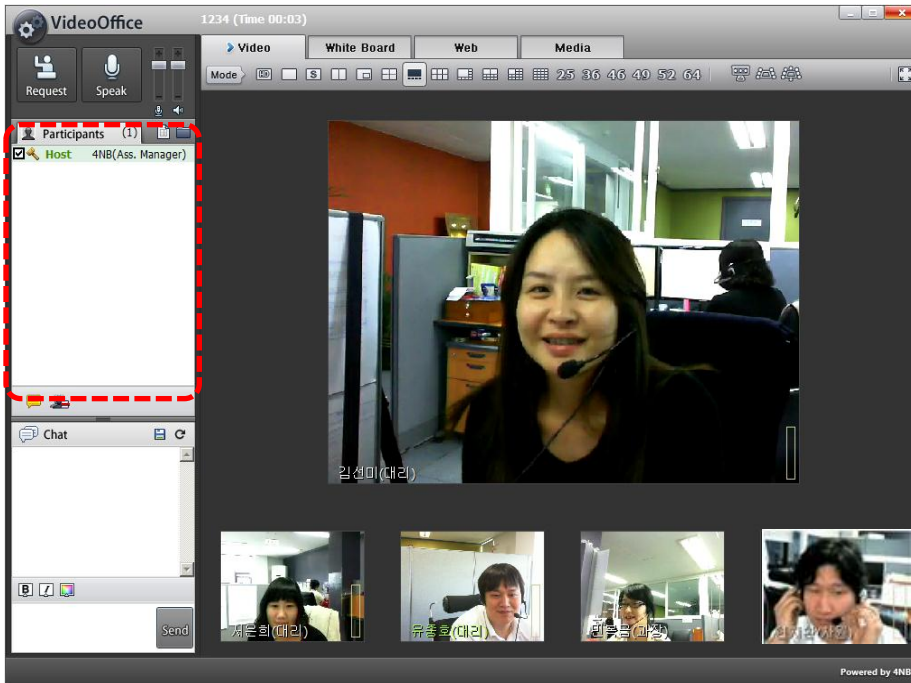 VideoOffice
1234 (Time 00:03)
Video
White Board
Web
Media
Request
Speak
Mode
S
25 36 46 49 52 64
Participants (1)
Host 4NB(Ass. Manager)
김선미(대리)
Chat
B I
Send
서은희(대리)
유종호(대리)
Powered by 4NB